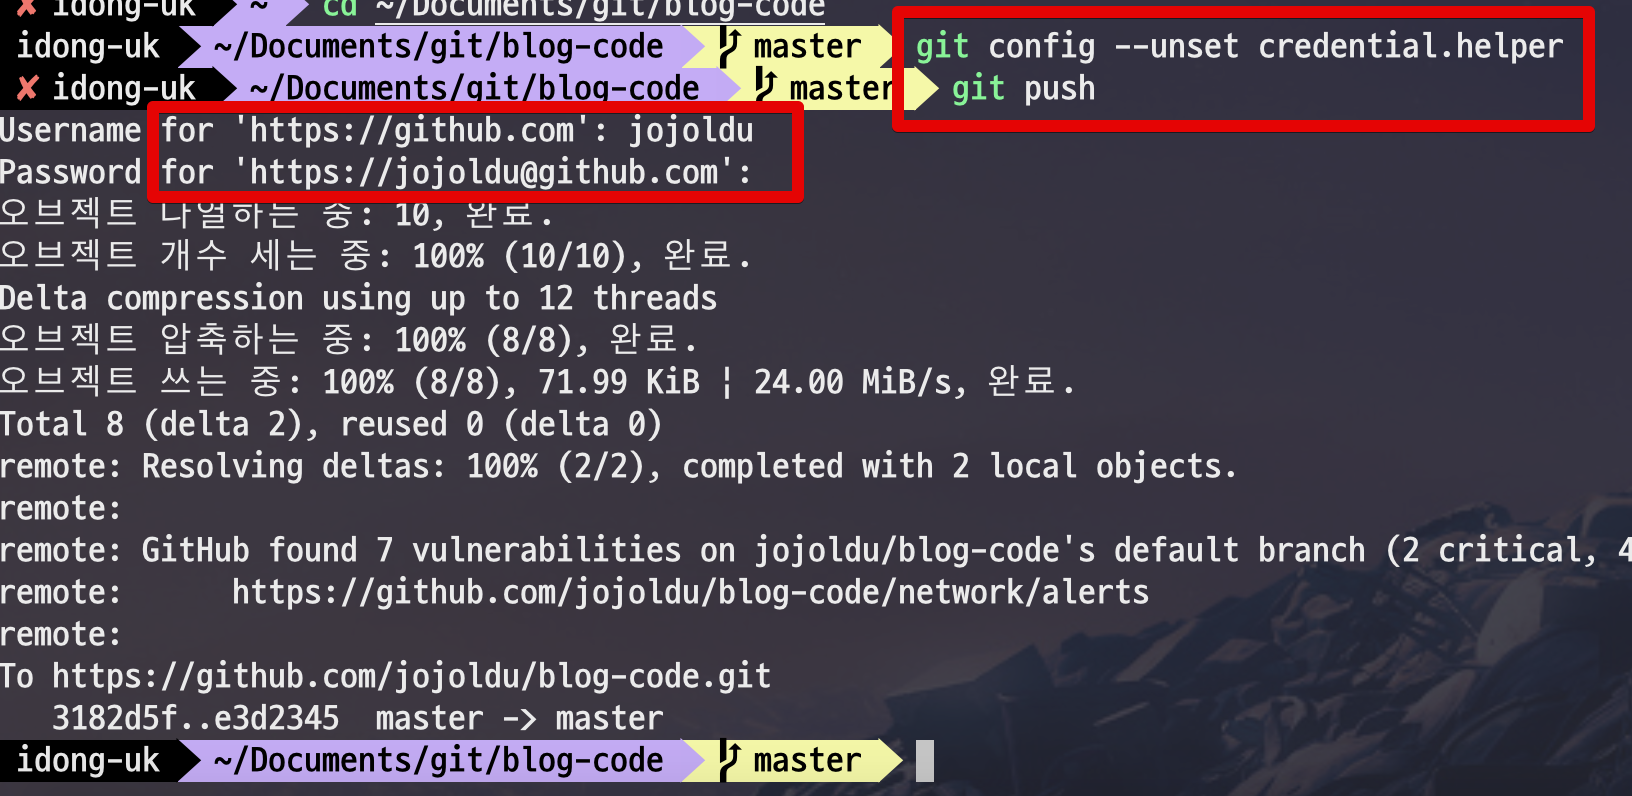 ✘ idong-uk ~ cd ~/Documents/git/blog-code
idong-uk ~/Documents/git/blog-code master git config --unset credential.helper
✘ idong-uk ~/Documents/git/blog-code master git push
Username for 'https://github.com': jojoldu
Password for 'https://jojoldu@github.com':
오브젝트 나열하는 중: 10, 완료.
오브젝트 개수 세는 중: 100% (10/10), 완료.
Delta compression using up to 12 threads
오브젝트 압축하는 중: 100% (8/8), 완료.
오브젝트 쓰는 중: 100% (8/8), 71.99 KiB | 24.00 MiB/s, 완료.
Total 8 (delta 2), reused 0 (delta 0)
remote: Resolving deltas: 100% (2/2), completed with 2 local objects.
remote:
remote: GitHub found 7 vulnerabilities on jojoldu/blog-code's default branch (2 critical, 4
remote:      https://github.com/jojoldu/blog-code/network/alerts
remote:
To https://github.com/jojoldu/blog-code.git
   3182d5f..e3d2345  master -> master
idong-uk ~/Documents/git/blog-code master